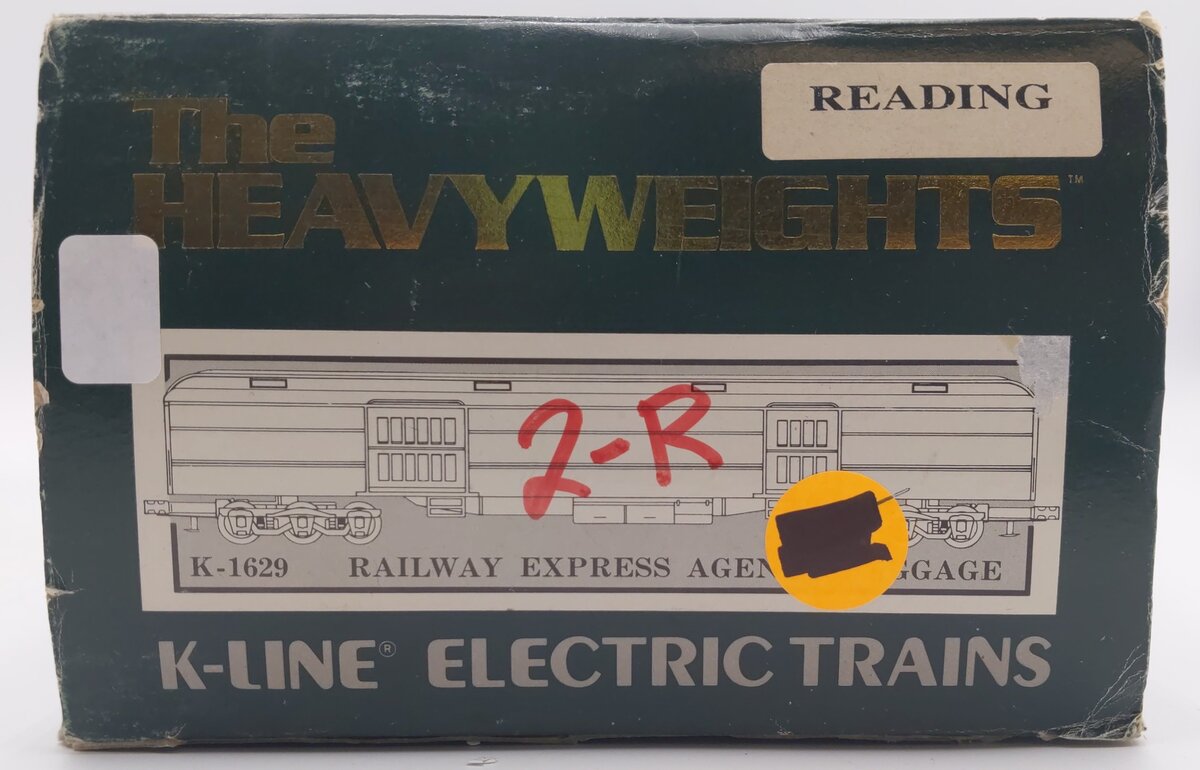 READING
The
HEAVYWEIGHTS™
2-R
K-1629 RAILWAY EXPRESS AGEN GGAGE
K-LINE® ELECTRIC TRAINS